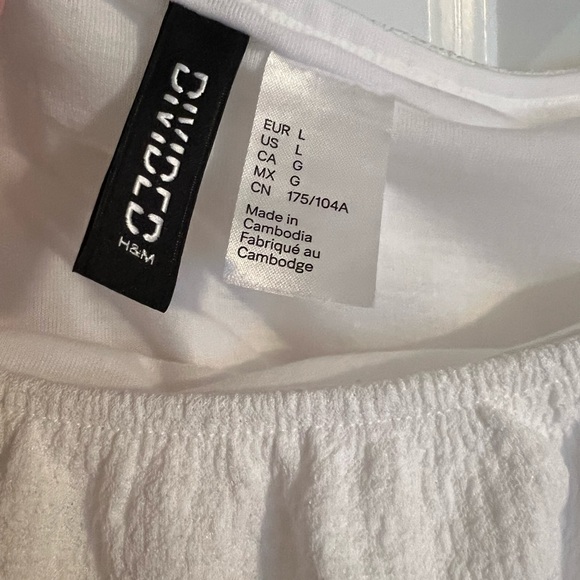 DIVIDED
H&M
EUR L
US L
CA G
MX G
CN 175/104A
Made in
Cambodia
Fabriqué au
Cambodge